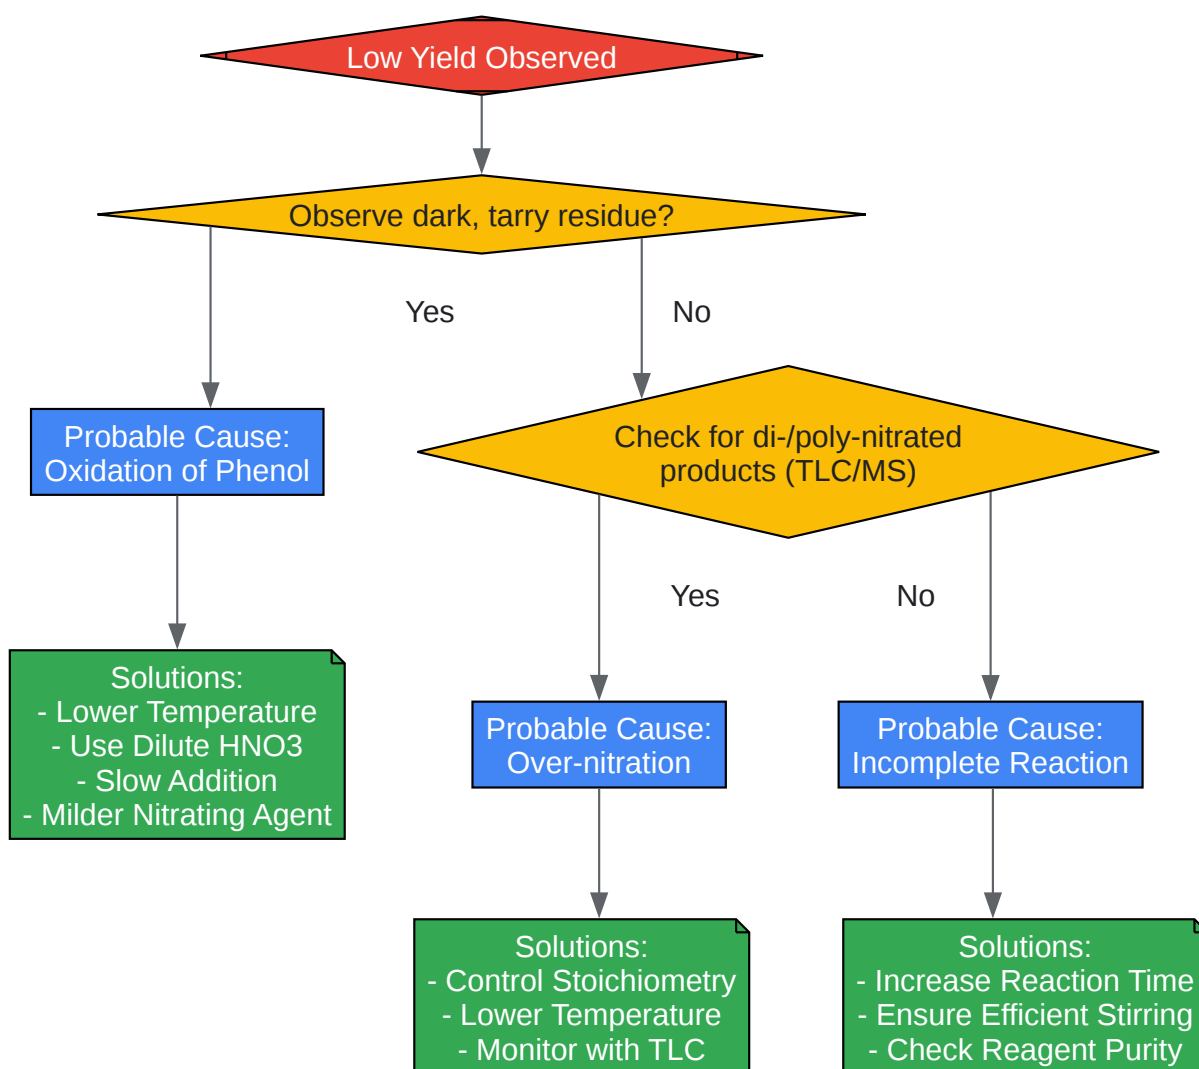 Low Yield Observed
Observe dark, tarry residue?
Yes
No
Probable Cause:
Oxidation of Phenol
Check for di-/poly-nitrated
products (TLC/MS)
Solutions:
- Lower Temperature
- Use Dilute HNO3
- Slow Addition
- Milder Nitrating Agent
Yes
No
Probable Cause:
Over-nitration
Probable Cause:
Incomplete Reaction
Solutions:
- Control Stoichiometry
- Lower Temperature
- Monitor with TLC
Solutions:
- Increase Reaction Time
- Ensure Efficient Stirring
- Check Reagent Purity